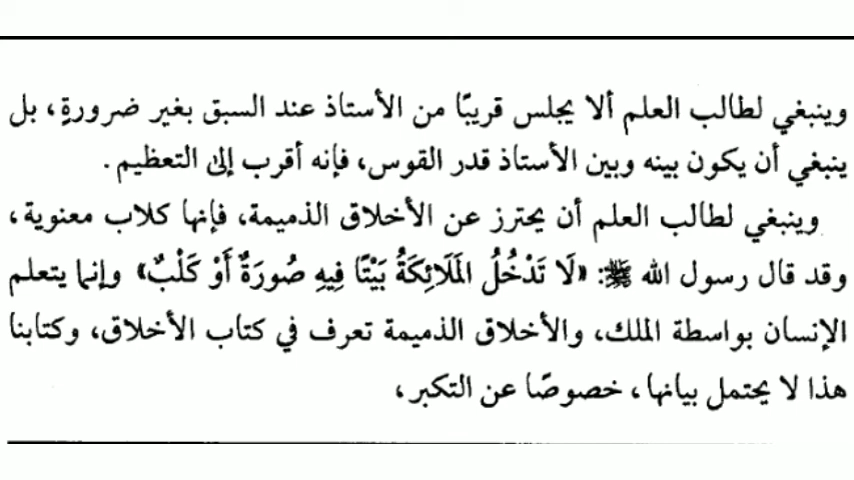 وينبغي لطالب العلم ألا يجلس قريبًا من الأستاذ عند السبق بغير ضرورةٍ، بل
ينبغي أن يكون بينه وبين الأستاذ قدر القوس، فإنه أقرب إلى التعظيم.
وينبغي لطالب العلم أن يحترز عن الأخلاق الذميمة، فإنها كلاب معنوية،
وقد قال رسول الله ﷺ: «لَا تَدْخُلُ المَلَائِكَةُ بَيْتًا فِيهِ صُورَةٌ أَوْ كَلْبٌ» وإنما يتعلم
الإنسان بواسطة الملك، والأخلاق الذميمة تعرف في كتاب الأخلاق، وكتابنا
هذا لا يحتمل بيانها، خصوصًا عن التكبر،